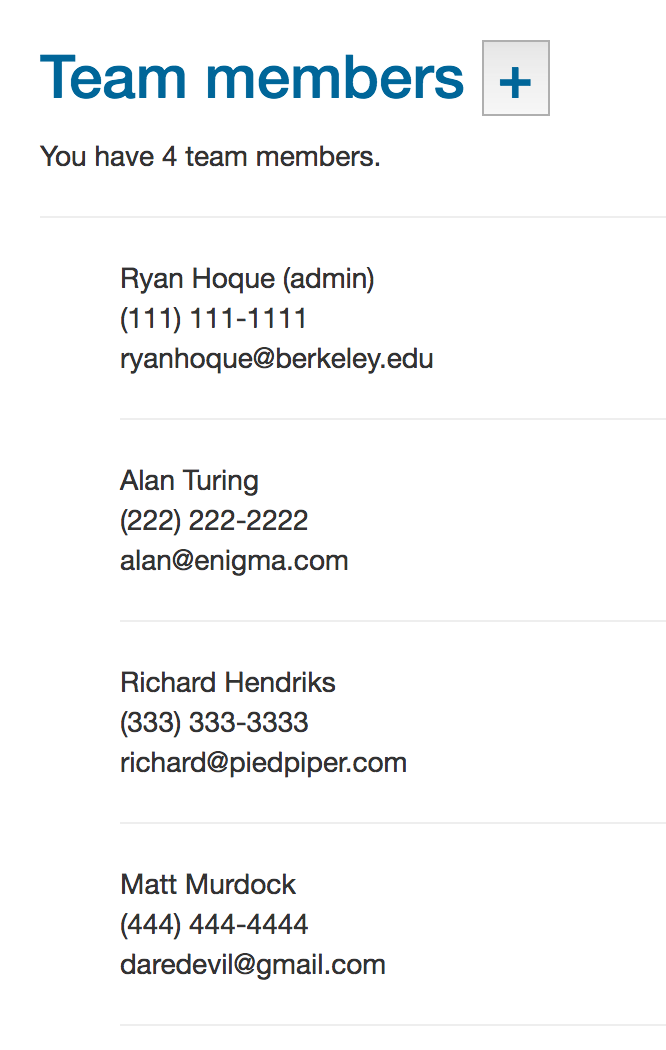 Team members +
You have 4 team members.
Ryan Hoque (admin)
(111) 111-1111
ryanhoque@berkeley.edu
Alan Turing
(222) 222-2222
alan@enigma.com
Richard Hendriks
(333) 333-3333
richard@piedpiper.com
Matt Murdock
(444) 444-4444
daredevil@gmail.com